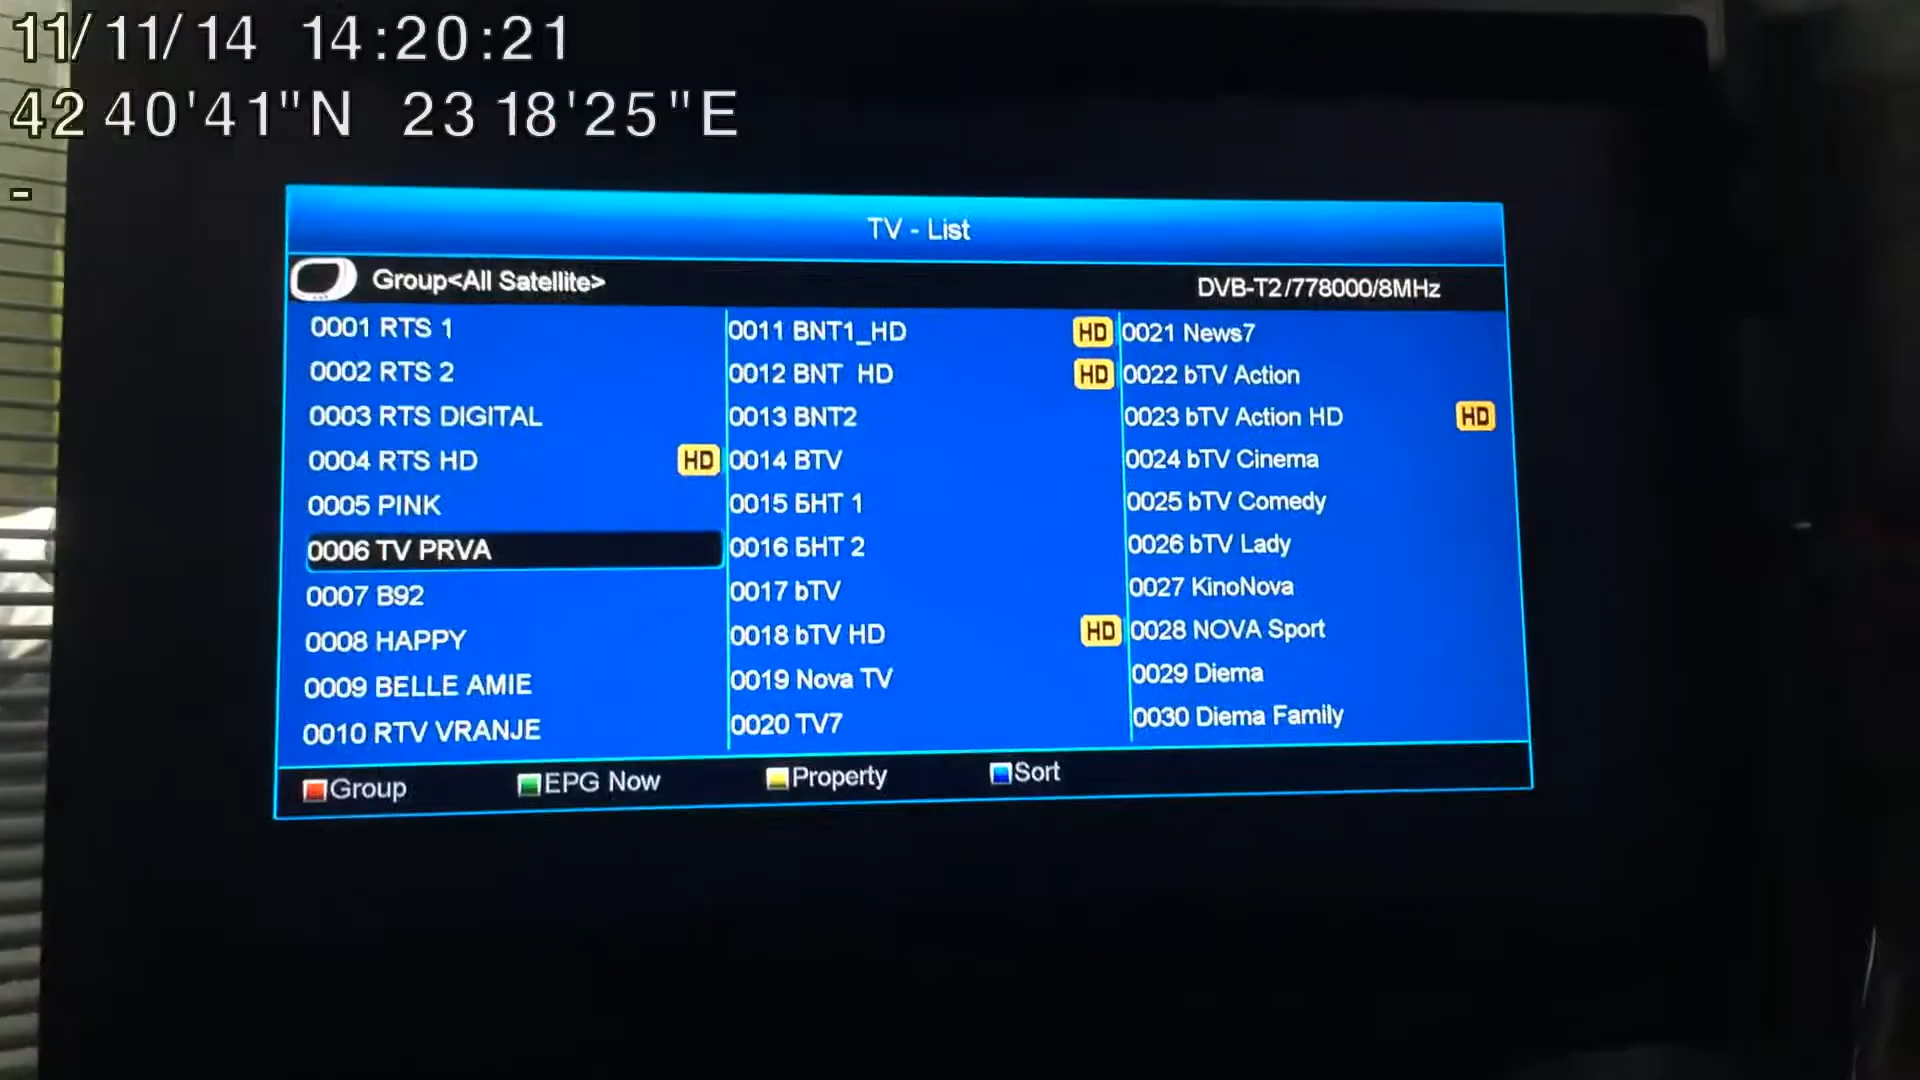 11/11/14 14:20:21
42 40'41"N 23 18'25"E
-
TV - List
Group<All Satellite>
DVB-T2/778000/8MHz
0001 RTS 1
0002 RTS 2
0003 RTS DIGITAL
0004 RTS HD HD
0005 PINK
0006 TV PRVA
0007 B92
0008 HAPPY
0009 BELLE AMIE
0010 RTV VRANJE
0011 BNT1_HD HD
0012 BNT HD HD
0013 BNT2
0014 BTV
0015 БНТ 1
0016 БНТ 2
0017 bTV
0018 bTV HD HD
0019 Nova TV
0020 TV7
0021 News7
0022 bTV Action
0023 bTV Action HD HD
0024 bTV Cinema
0025 bTV Comedy
0026 bTV Lady
0027 KinoNova
0028 NOVA Sport
0029 Diema
0030 Diema Family
Group EPG Now Property Sort